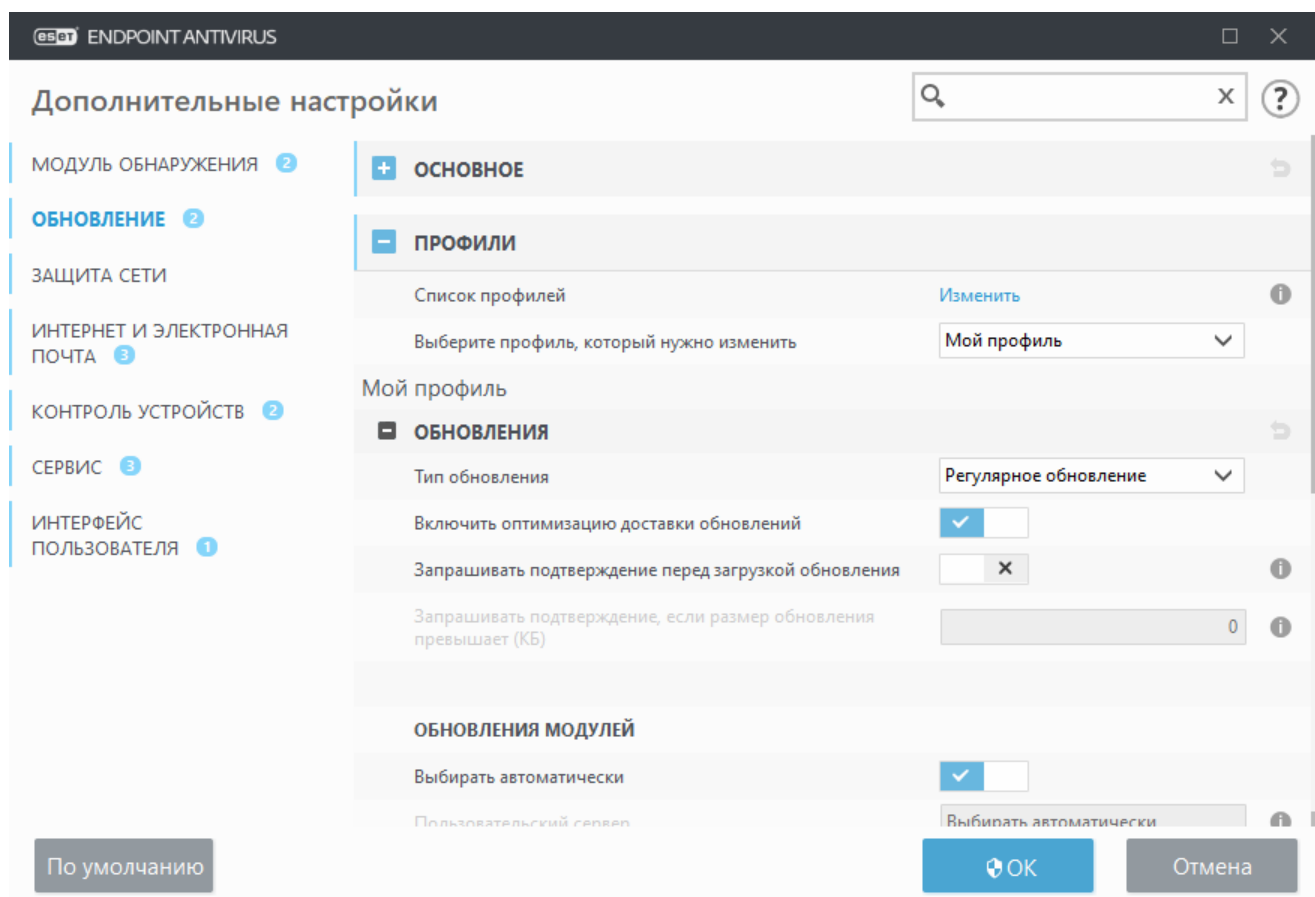 eset ENDPOINT ANTIVIRUS
Дополнительные настройки
X
?
МОДУЛЬ ОБНАРУЖЕНИЯ 2
ОБНОВЛЕНИЕ 2
ЗАЩИТА СЕТИ
ИНТЕРНЕТ И ЭЛЕКТРОННАЯ
ПОЧТА 3
КОНТРОЛЬ УСТРОЙСТВ 2
СЕРВИС 3
ИНТЕРФЕЙС
ПОЛЬЗОВАТЕЛЯ 1
ОСНОВНОЕ
ПРОФИЛИ
Список профилей Изменить
Выберите профиль, который нужно изменить Мой профиль
Мой профиль
ОБНОВЛЕНИЯ
Тип обновления Регулярное обновление
Включить оптимизацию доставки обновлений
Запрашивать подтверждение перед загрузкой обновления
Запрашивать подтверждение, если размер обновления
превышает (КБ) 0
ОБНОВЛЕНИЯ МОДУЛЕЙ
Выбирать автоматически
Пользовательский сервер Выбирать автоматически
По умолчанию OK Отмена